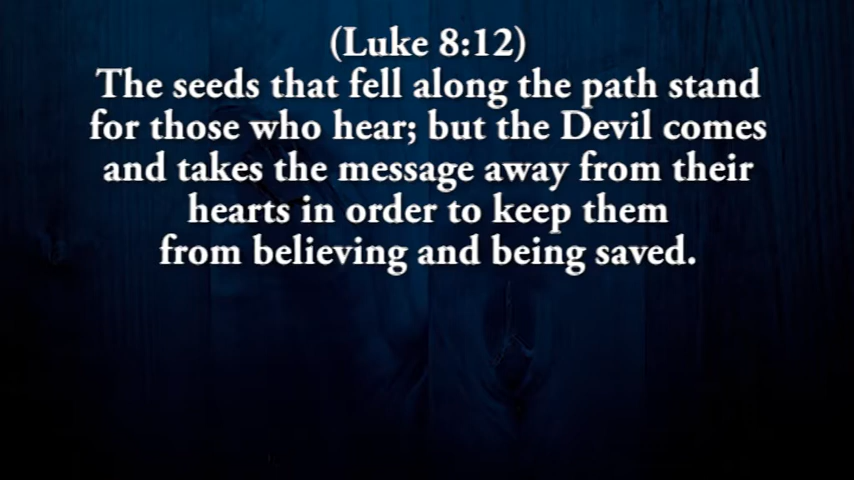 (Luke 8:12)
The seeds that fell along the path stand
for those who hear; but the Devil comes
and takes the message away from their
hearts in order to keep them
from believing and being saved.